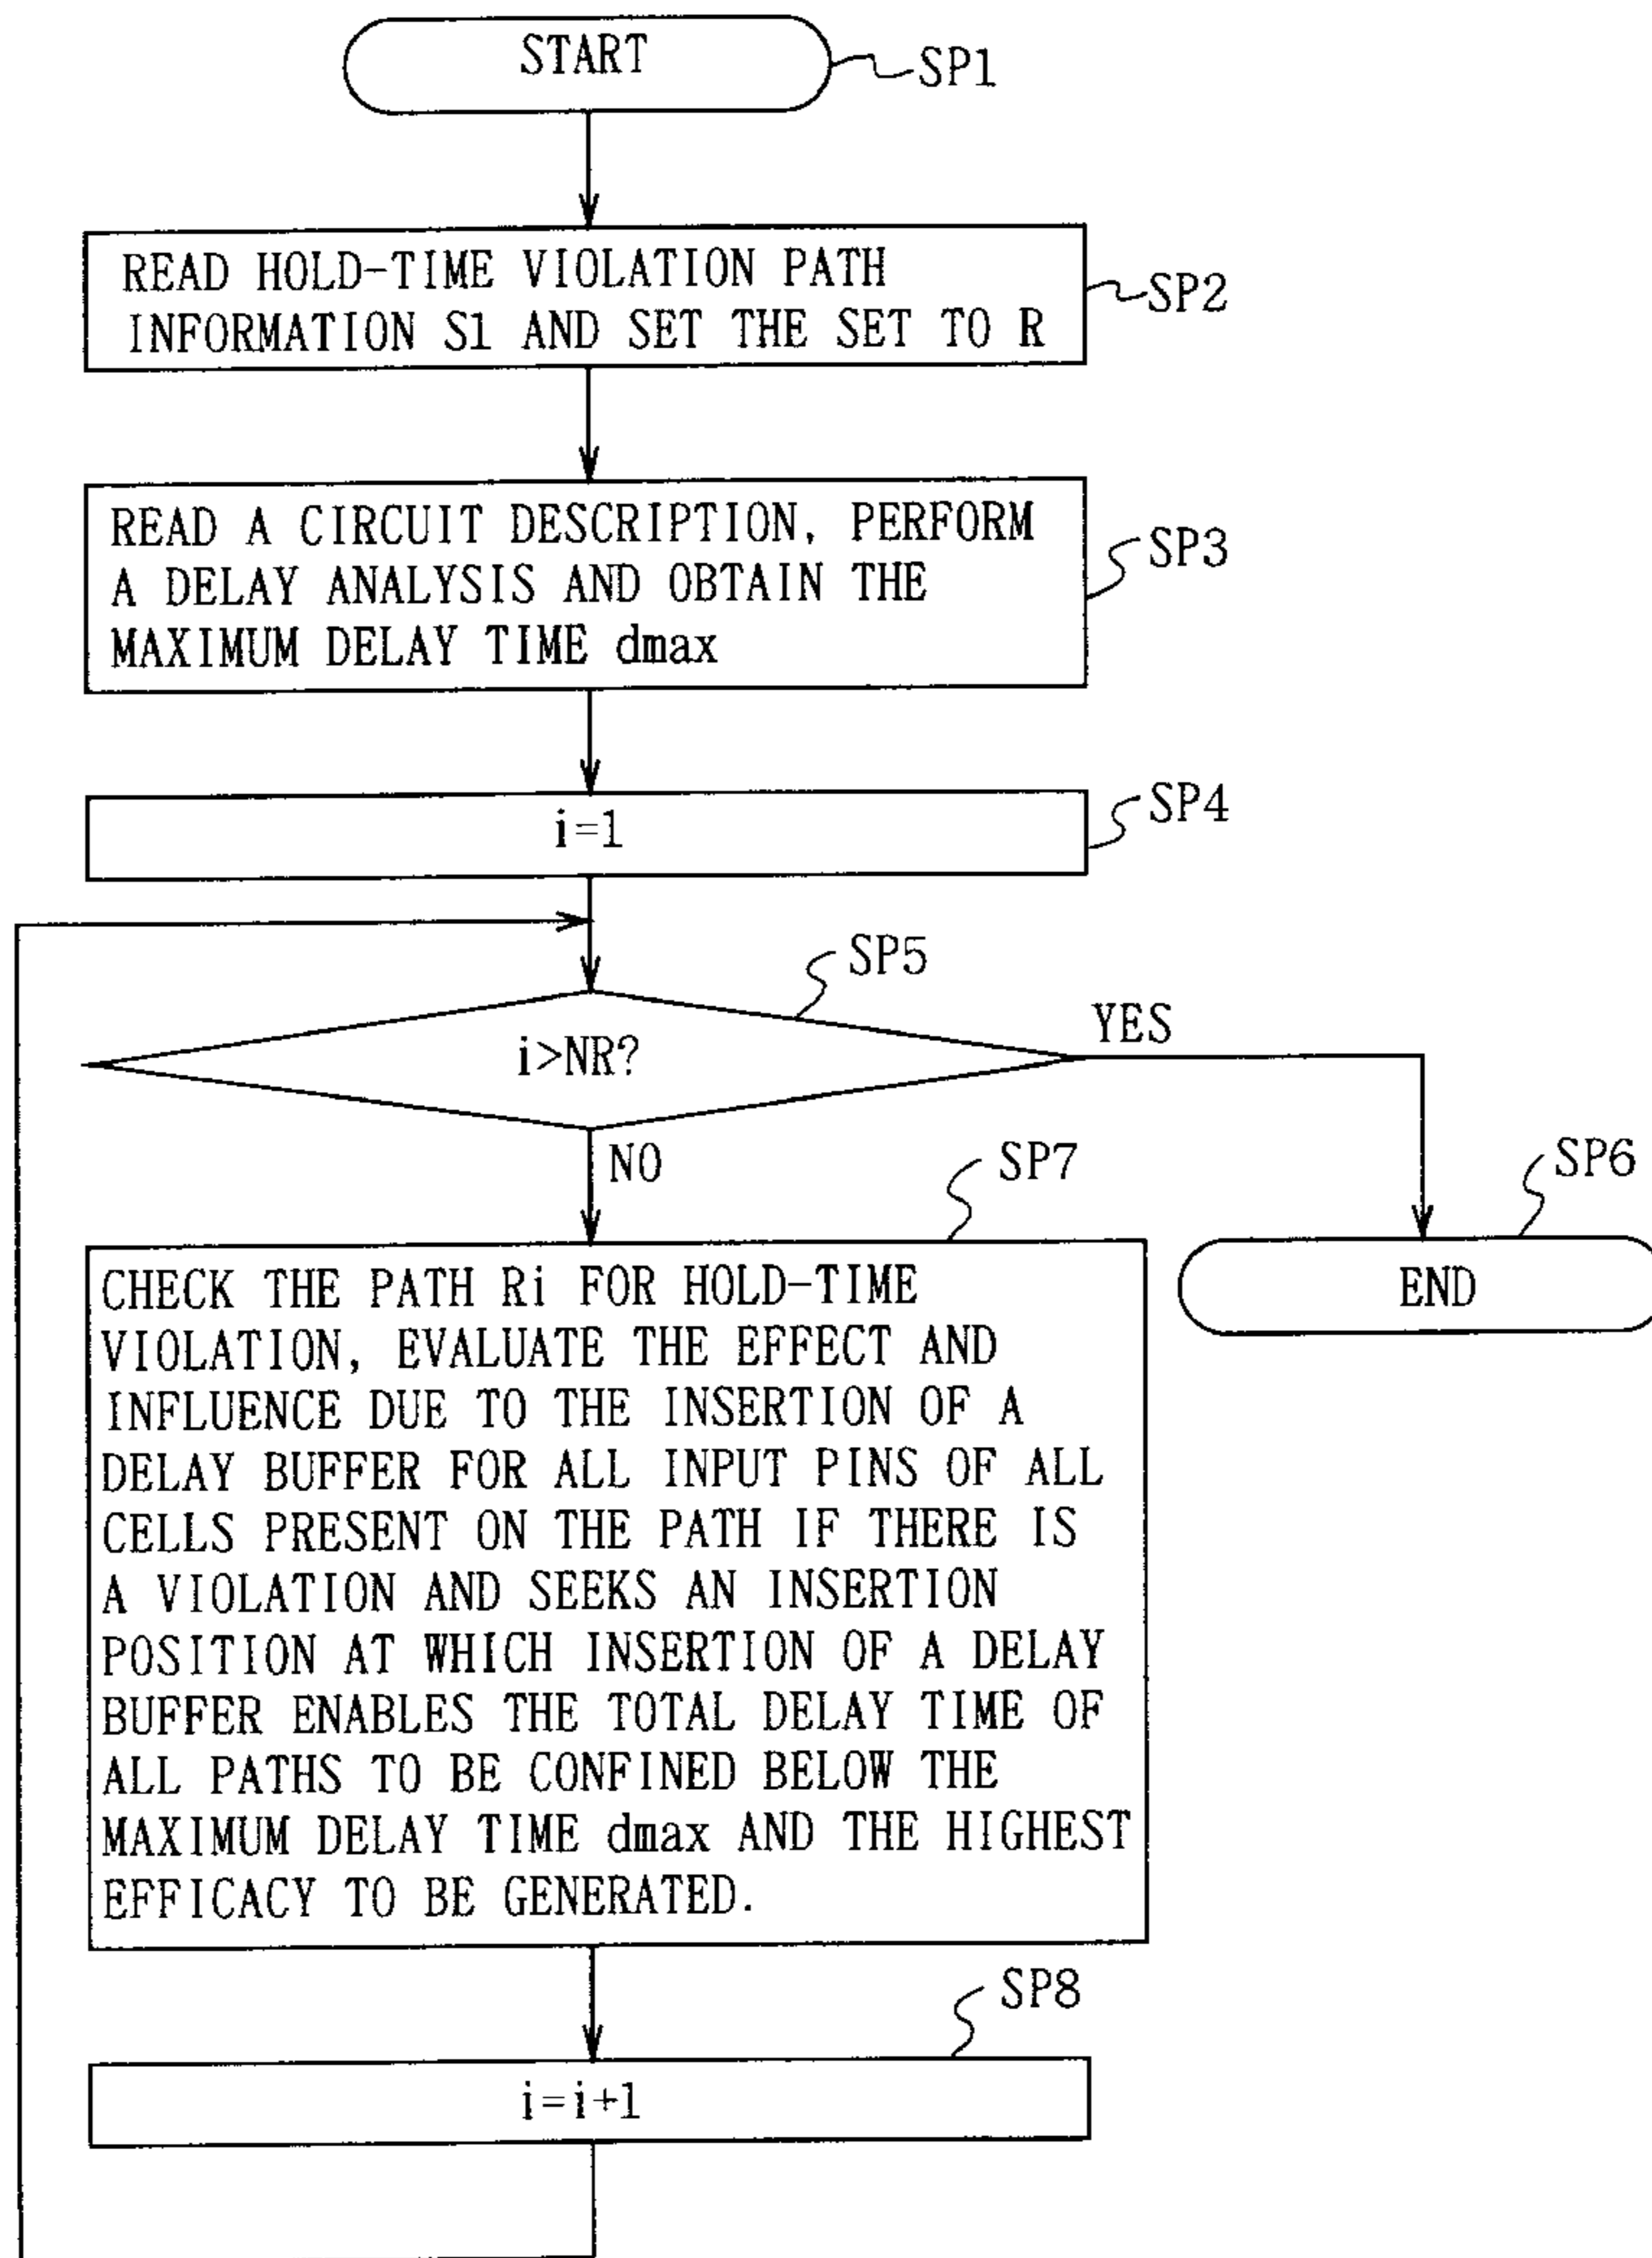 START
SP1
READ HOLD-TIME VIOLATION PATH
INFORMATION S1 AND SET THE SET TO R
SP2
READ A CIRCUIT DESCRIPTION, PERFORM
A DELAY ANALYSIS AND OBTAIN THE
MAXIMUM DELAY TIME dmax
SP3
i=1
SP4
SP5
i>NR?
YES
NO
SP7
SP6
CHECK THE PATH Ri FOR HOLD-TIME
VIOLATION, EVALUATE THE EFFECT AND
INFLUENCE DUE TO THE INSERTION OF A
DELAY BUFFER FOR ALL INPUT PINS OF ALL
CELLS PRESENT ON THE PATH IF THERE IS
A VIOLATION AND SEEKS AN INSERTION
POSITION AT WHICH INSERTION OF A DELAY
BUFFER ENABLES THE TOTAL DELAY TIME OF
ALL PATHS TO BE CONFINED BELOW THE
MAXIMUM DELAY TIME dmax AND THE HIGHEST
EFFICACY TO BE GENERATED.
END
SP8
i=i+1